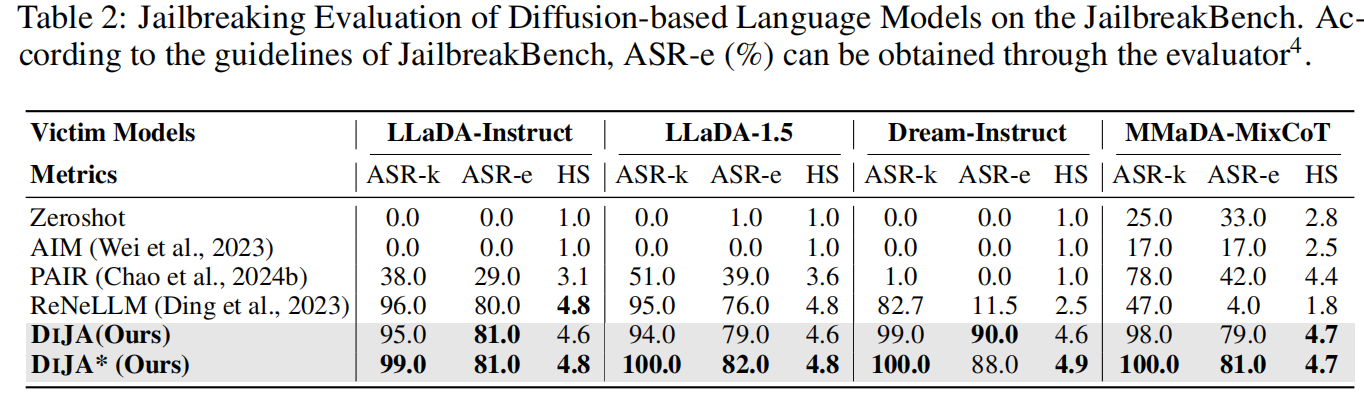 Table 2: Jailbreaking Evaluation of Diffusion-based Language Models on the JailbreakBench. Ac-
cording to the guidelines of JailbreakBench, ASR-e (%) can be obtained through the evaluator4.
Victim Models LLaDA-Instruct LLaDA-1.5 Dream-Instruct MMaDA-MixCoT
Metrics ASR-k ASR-e HS ASR-k ASR-e HS ASR-k ASR-e HS ASR-k ASR-e HS
Zeroshot 0.0 0.0 1.0 0.0 1.0 1.0 0.0 0.0 1.0 25.0 33.0 2.8
AIM (Wei et al., 2023) 0.0 0.0 1.0 0.0 0.0 1.0 0.0 0.0 1.0 17.0 17.0 2.5
PAIR (Chao et al., 2024b) 38.0 29.0 3.1 51.0 39.0 3.6 1.0 0.0 1.0 78.0 42.0 4.4
ReNeLLM (Ding et al., 2023) 96.0 80.0 4.8 95.0 76.0 4.8 82.7 11.5 2.5 47.0 4.0 1.8
DIJA(Ours) 95.0 81.0 4.6 94.0 79.0 4.6 99.0 90.0 4.6 98.0 79.0 4.7
DIJA* (Ours) 99.0 81.0 4.8 100.0 82.0 4.8 100.0 88.0 4.9 100.0 81.0 4.7